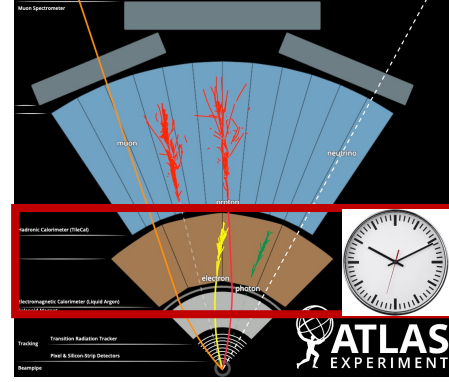 Muon Spectrometer
muon
neutrino
proton
Hadronic Calorimeter (TileCal)
electron
photon
Electromagnetic Calorimeter (Liquid Argon)
Tracking
Transition Radiation Tracker
Pixel & Silicon-Strip Detectors
Beampipe
ATLAS
EXPERIMENT